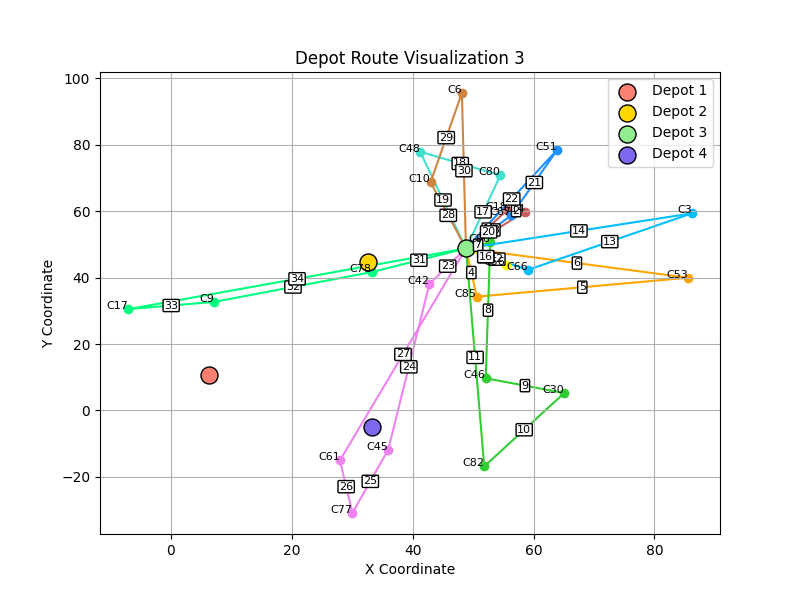 Depot Route Visualization 3
Depot 1
Depot 2
Depot 3
Depot 4
Y Coordinate
X Coordinate
100
80
60
40
20
0
−20
0
20
40
60
80
C6
29
C48
18
30
C80
C51
C10
21
19
22
28
17
C3
14
13
20
7
31
23
16
6
C66
C78
4
C53
5
C85
C42
34
32
C9
C17
33
8
27
24
11
C46
9
C30
10
C61
C45
C82
26
25
C77